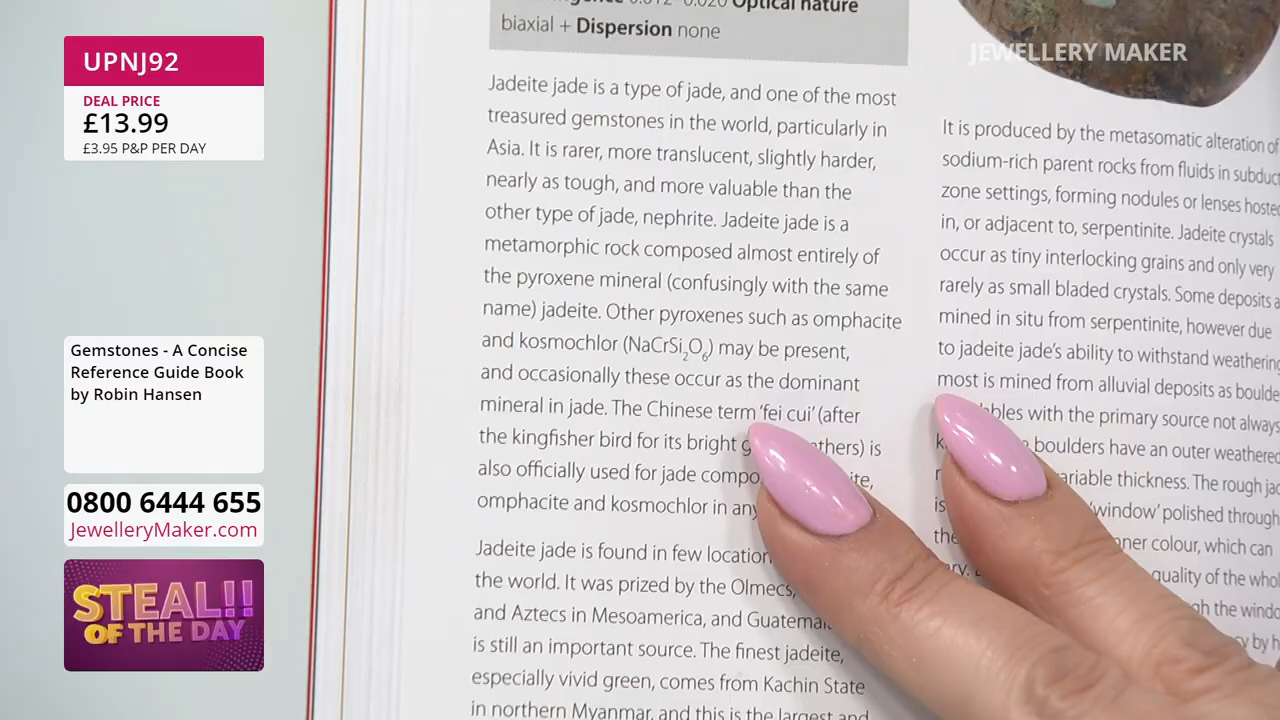 UPNJ92
DEAL PRICE
£13.99
£3.95 P&P PER DAY
Gemstones - A Concise
Reference Guide Book
by Robin Hansen
0800 6444 655
JewelleryMaker.com
STEAL!!
OF THE DAY
JEWELLERY MAKER
Optical nature
biaxial + Dispersion none
Jadeite jade is a type of jade, and one of the most
treasured gemstones in the world, particularly in
Asia. It is rarer, more translucent, slightly harder,
nearly as tough, and more valuable than the
other type of jade, nephrite. Jadeite jade is a
metamorphic rock composed almost entirely of
the pyroxene mineral (confusingly with the same
name) jadeite. Other pyroxenes such as omphacite
and kosmochlor (NaCrSi₂O₆) may be present,
and occasionally these occur as the dominant
mineral in jade. The Chinese term 'fei cui' (after
the kingfisher bird for its bright
is
also officially used for jade
omphacite and kosmochlor in
Jadeite jade is found in few
the world. It was prized by the Olmecs,
and Aztecs in Mesoamerica, and
is still an important source. The finest jadeite,
especially vivid green, comes from Kachin State
in northern Myanmar, and this is the largest and
It is produced by the metasomatic alteration of
sodium-rich parent rocks from fluids in
zone settings, forming nodules or lenses
in, or adjacent to, serpentinite. Jadeite crystals
occur as tiny interlocking grains and only very
rarely as small bladed crystals. Some deposits
mined in situ from serpentinite, however due
to jadeite jade's ability to withstand weathering
most is mined from alluvial deposits as
with the primary source not always
boulders have an outer weathered
variable thickness. The rough
is 'window' polished through
the colour, which can
quality of the
the
by